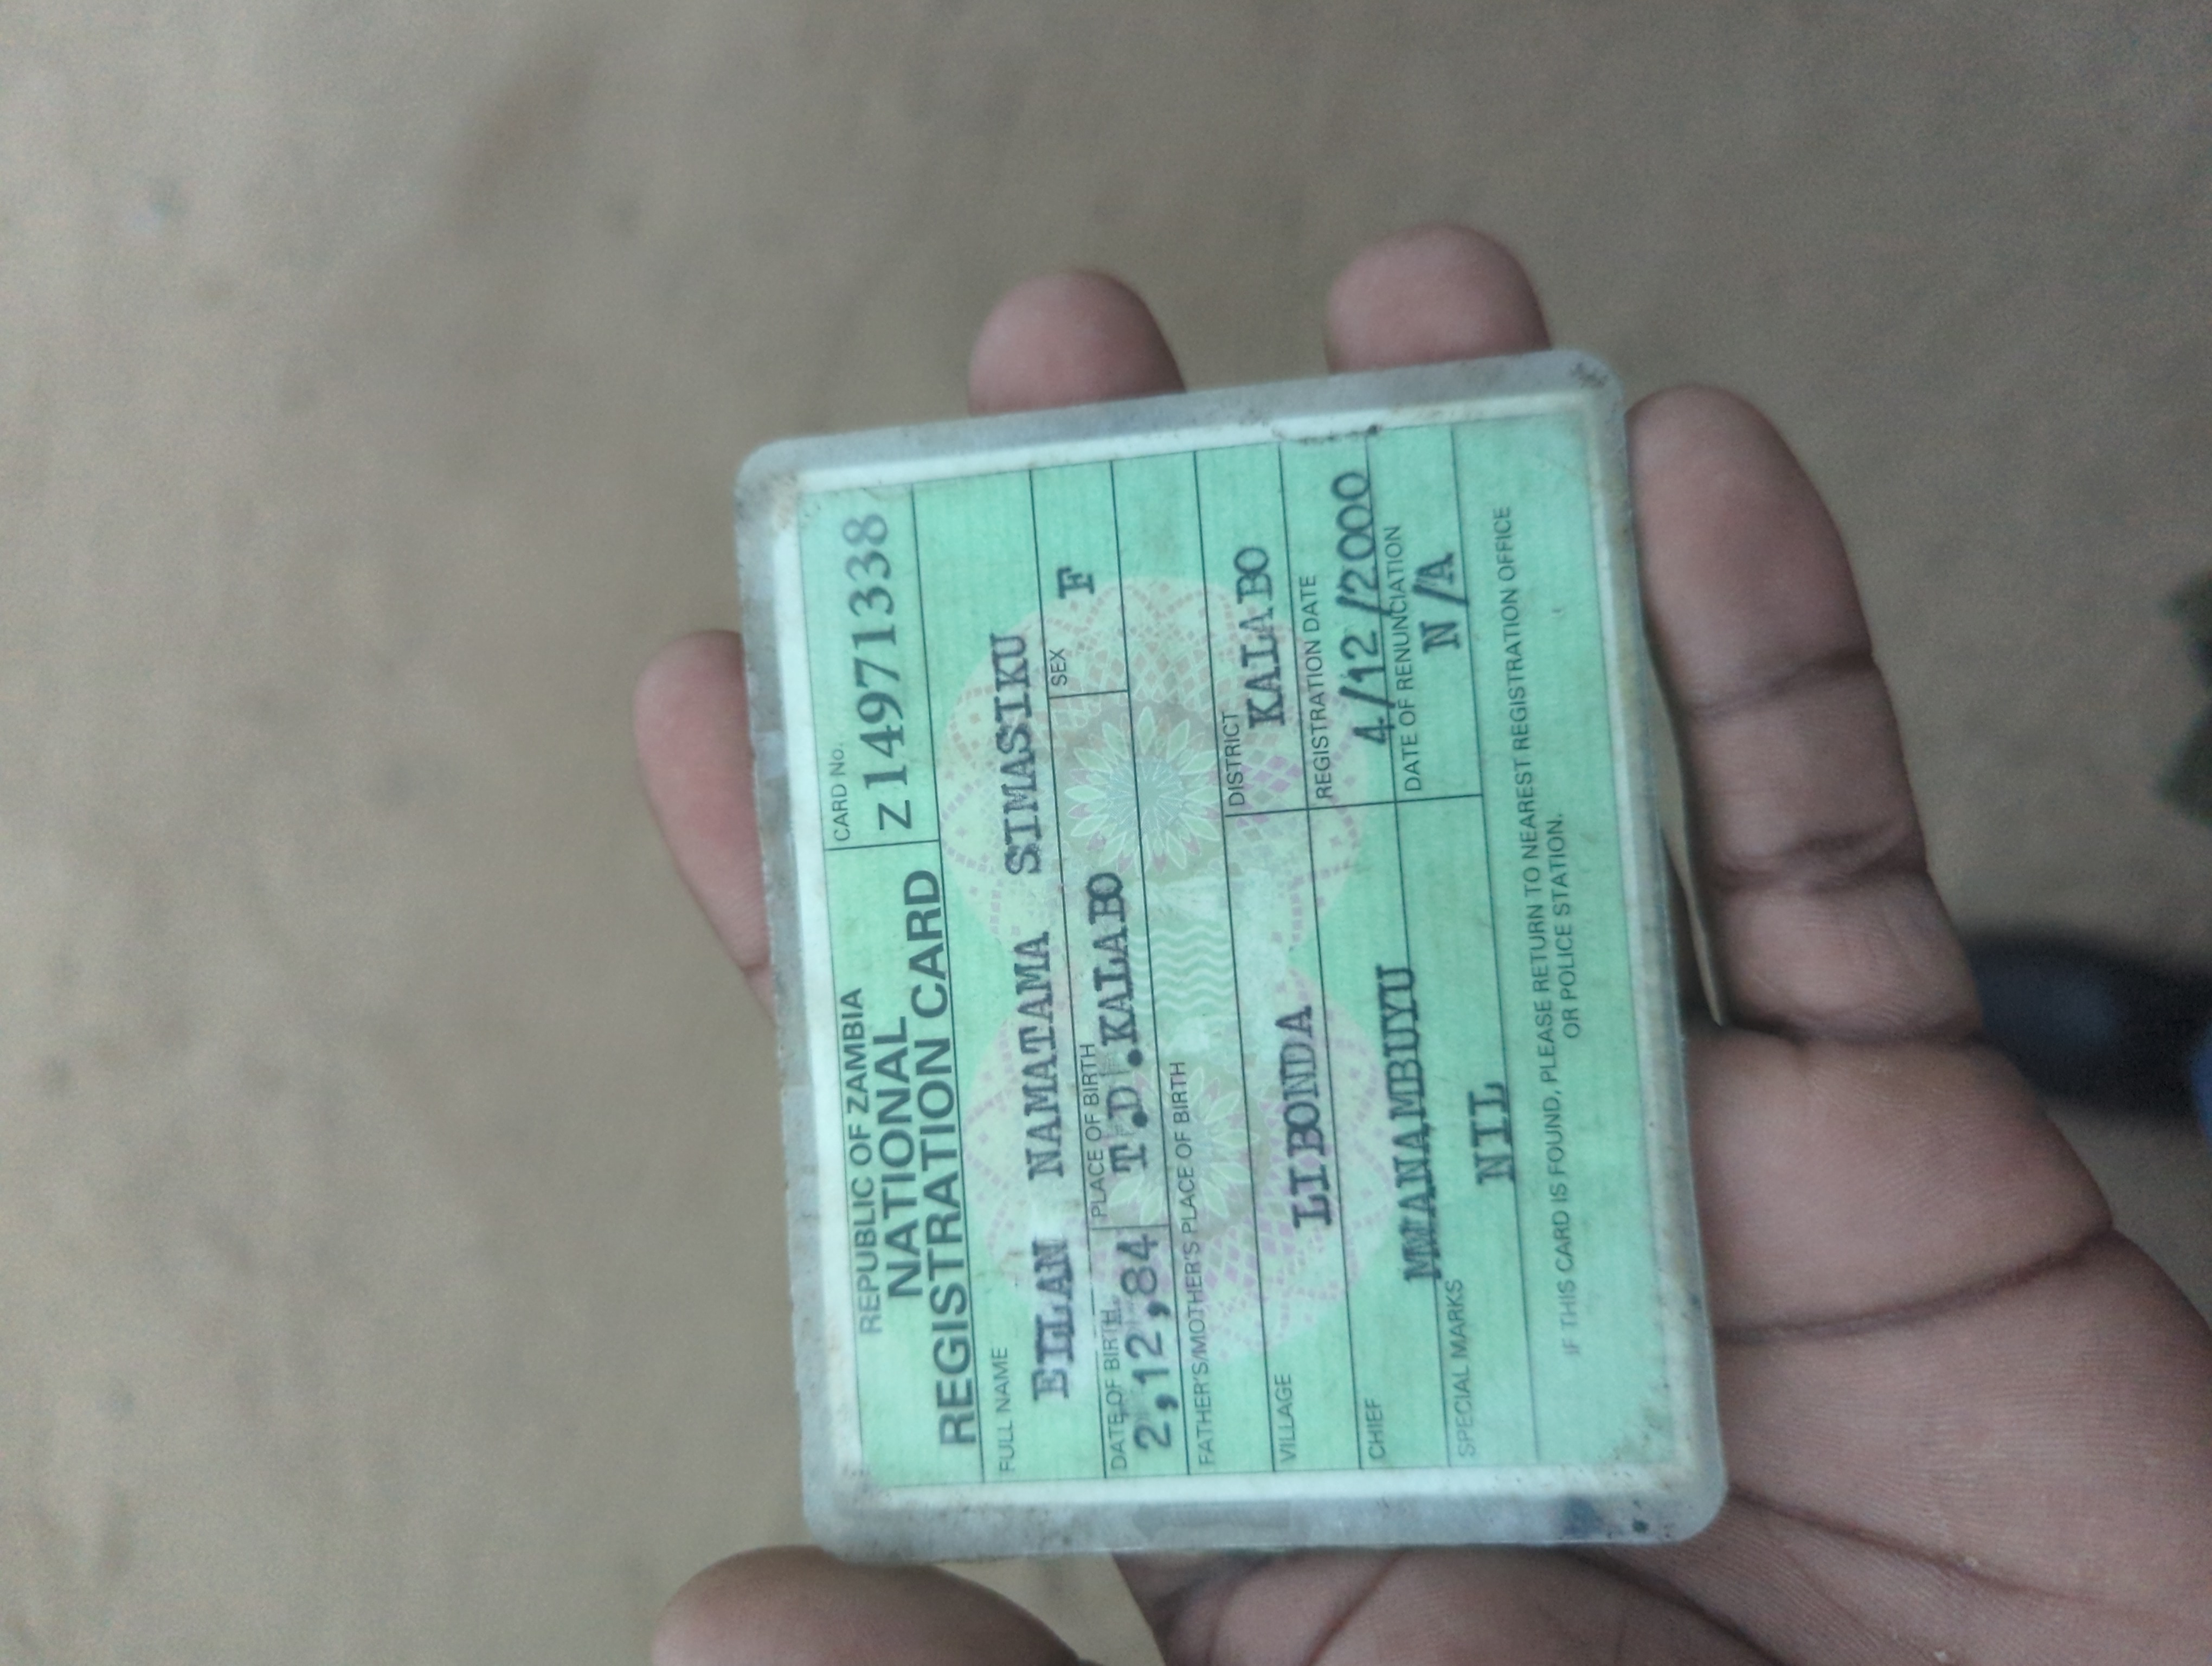 REPUBLIC OF ZAMBIA
NATIONAL
REGISTRATION CARD
CARD No.
Z14971338
FULL NAME
ELLAN NAMATAMA SIMASIKU
DATE OF BIRTH
2,12,84
PLACE OF BIRTH
T.D.KALABO
SEX
F
FATHER'S/MOTHER'S PLACE OF BIRTH
VILLAGE
LIBONDA
DISTRICT
KALABO
CHIEF
MWANAMBUYU
REGISTRATION DATE
4/12/2000
SPECIAL MARKS
NIL
DATE OF RENUNCIATION
N/A
IF THIS CARD IS FOUND, PLEASE RETURN TO NEAREST REGISTRATION OFFICE
OR POLICE STATION.